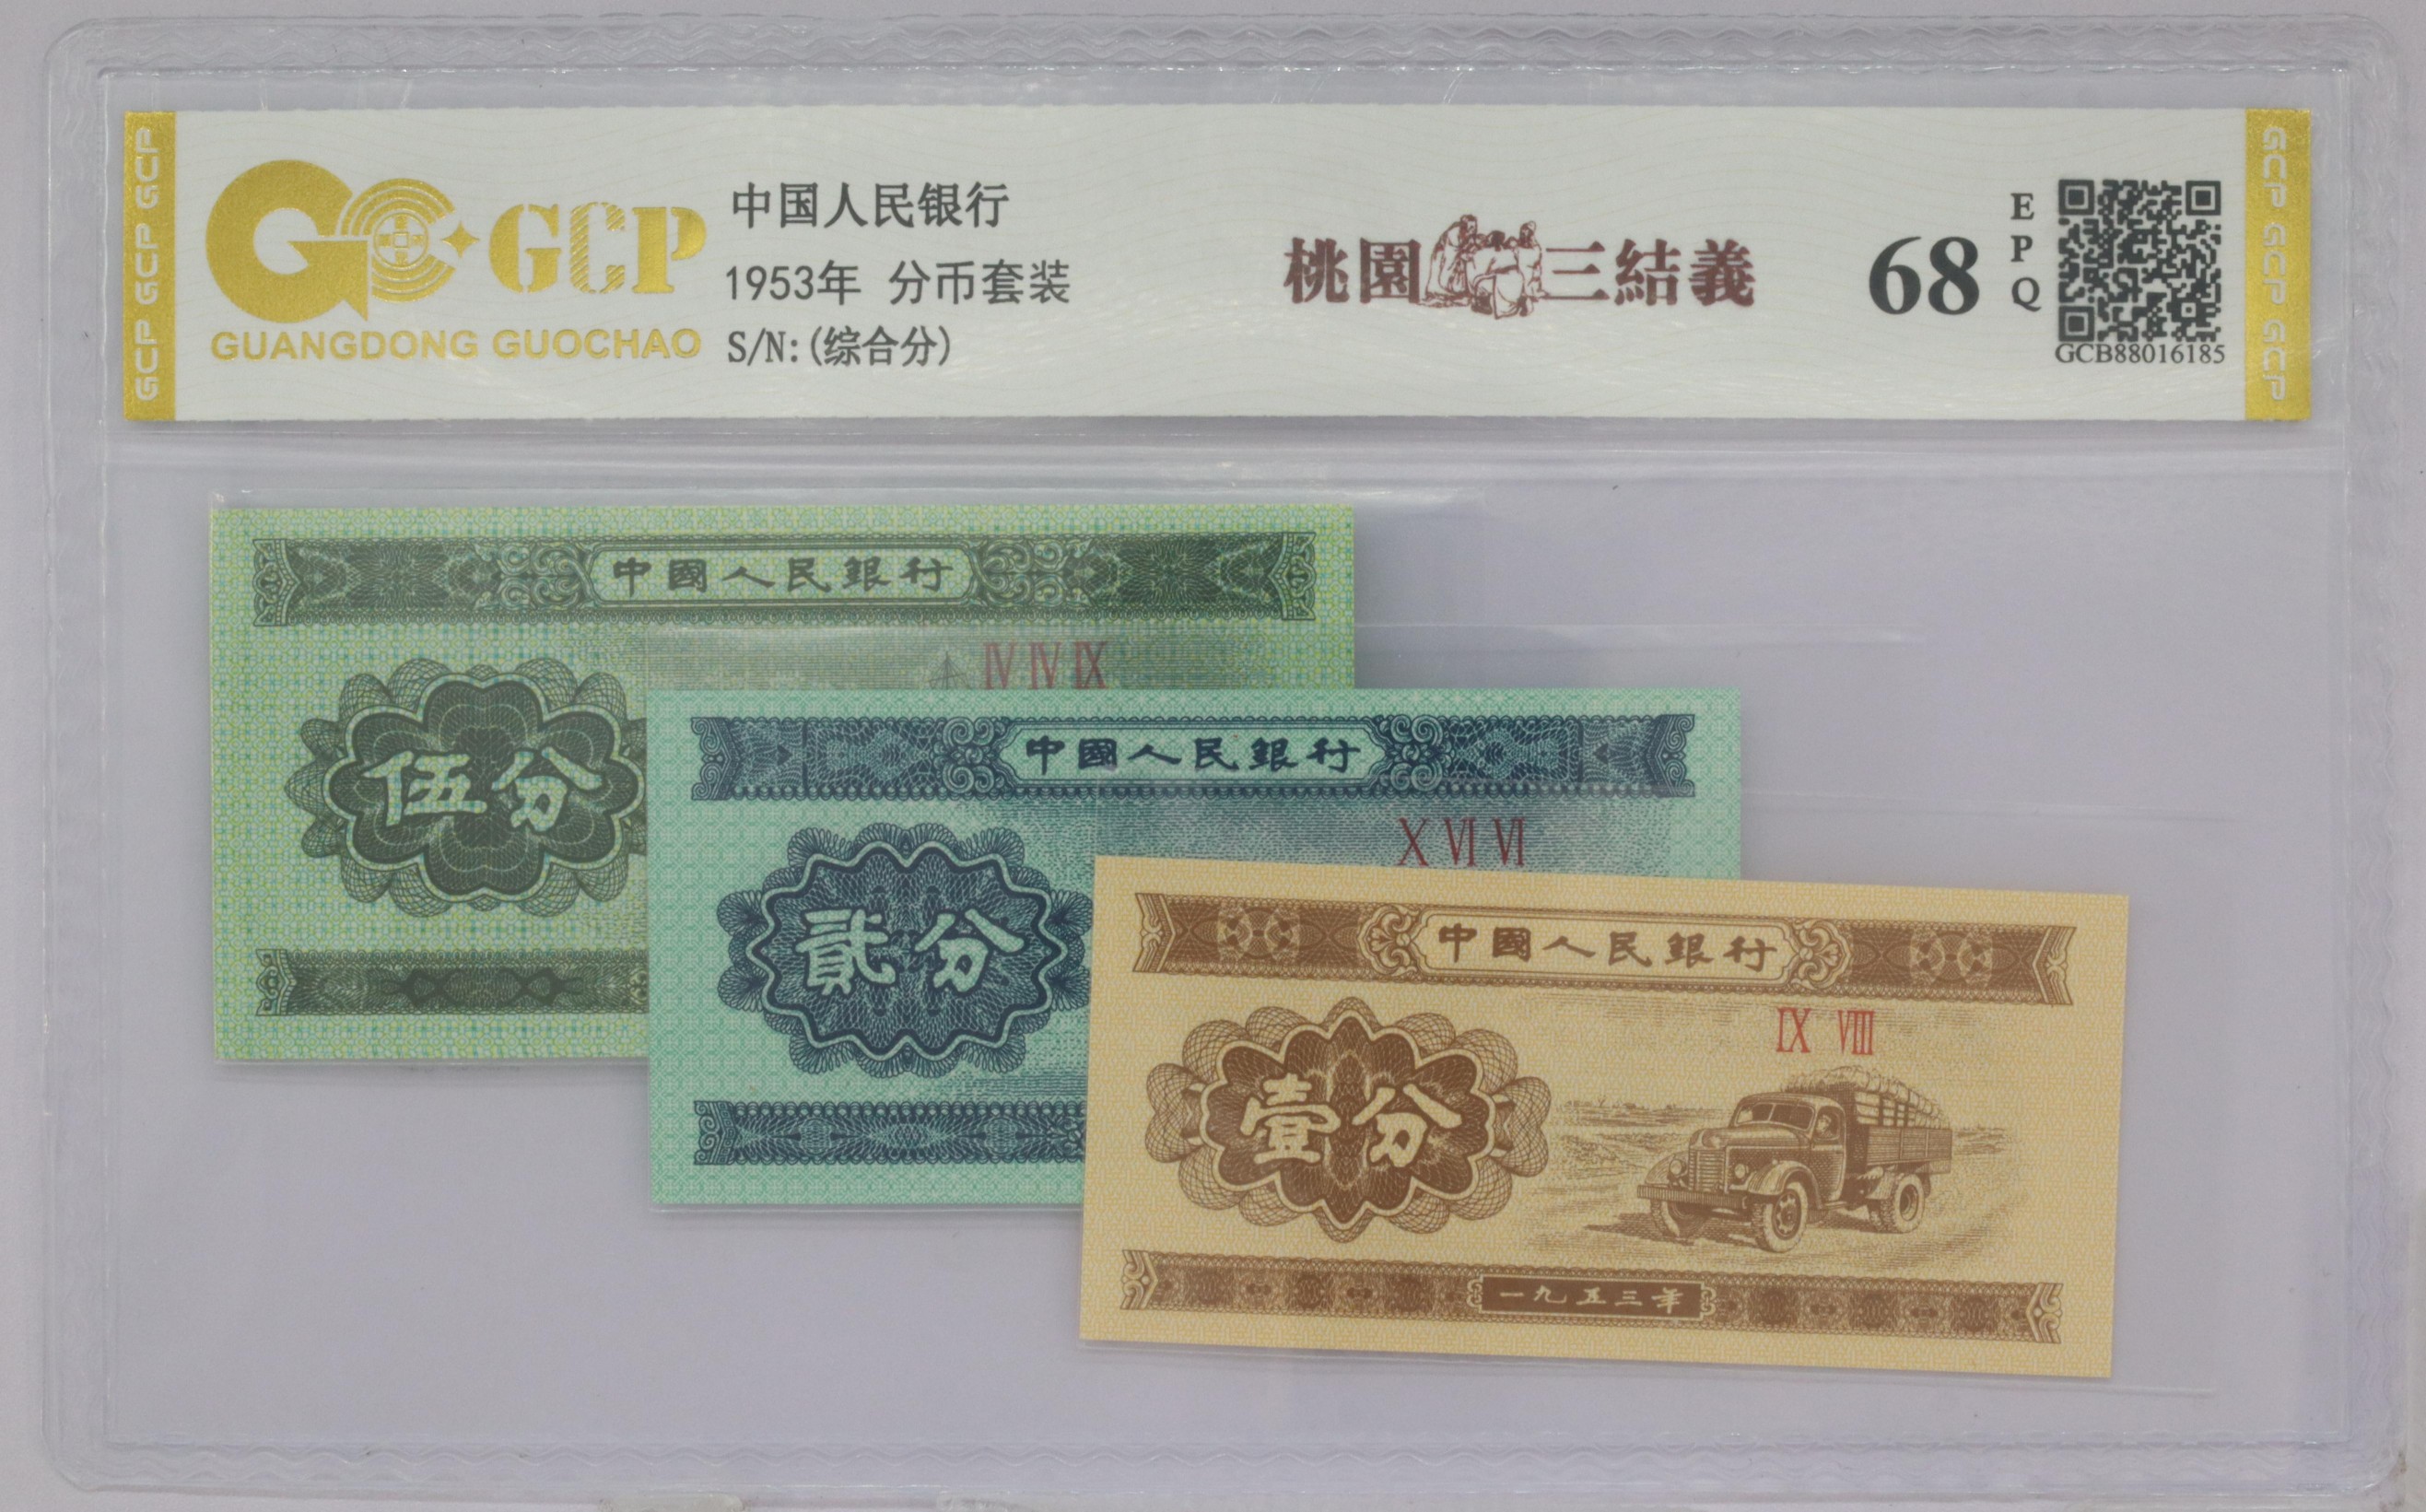 GCP GCP GCP
GCP
GUANGDONG GUOCHAO
中国人民银行
1953年 分币套装
S/N:(综合分)
桃園三結義
68
EPQ
GCB88016185
GCP GCP GCP
中國人民銀行
IV IV IX
伍分
中國人民銀行
X VI VI
貳分
中國人民銀行
IX VIII
壹分
一九五三年